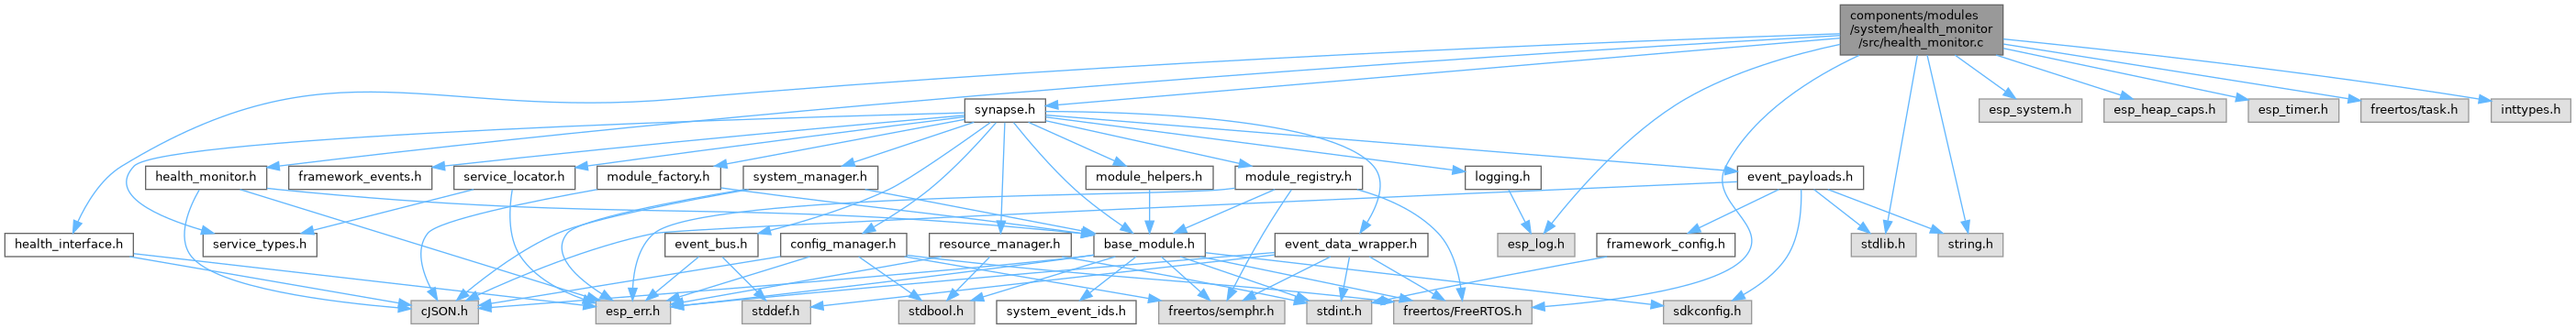 components/modules
/system/health_monitor
/src/health_monitor.c
synapse.h
esp_system.h
esp_heap_caps.h
esp_timer.h
freertos/task.h
inttypes.h
health_monitor.h
framework_events.h
service_locator.h
module_factory.h
system_manager.h
module_helpers.h
module_registry.h
logging.h
event_payloads.h
health_interface.h
service_types.h
event_bus.h
config_manager.h
resource_manager.h
base_module.h
event_data_wrapper.h
esp_log.h
framework_config.h
stdlib.h
string.h
cJSON.h
esp_err.h
stddef.h
stdbool.h
system_event_ids.h
freertos/semphr.h
stdint.h
freertos/FreeRTOS.h
sdkconfig.h